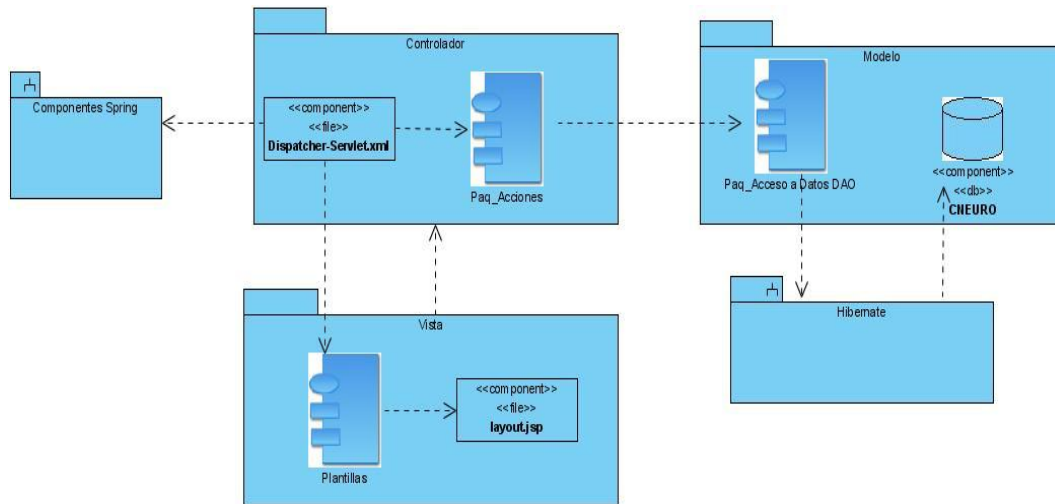 Controlador
Modelo
Componentes Spring
<<component>>
<<file>>
Dispatcher-Servlet.xml
Paq_Acciones
Paq_Acceso a Datos DAO
<<component>>
<<db>>
CNEURO
Vista
Hibernate
<<component>>
<<file>>
layout.jsp
Plantillas